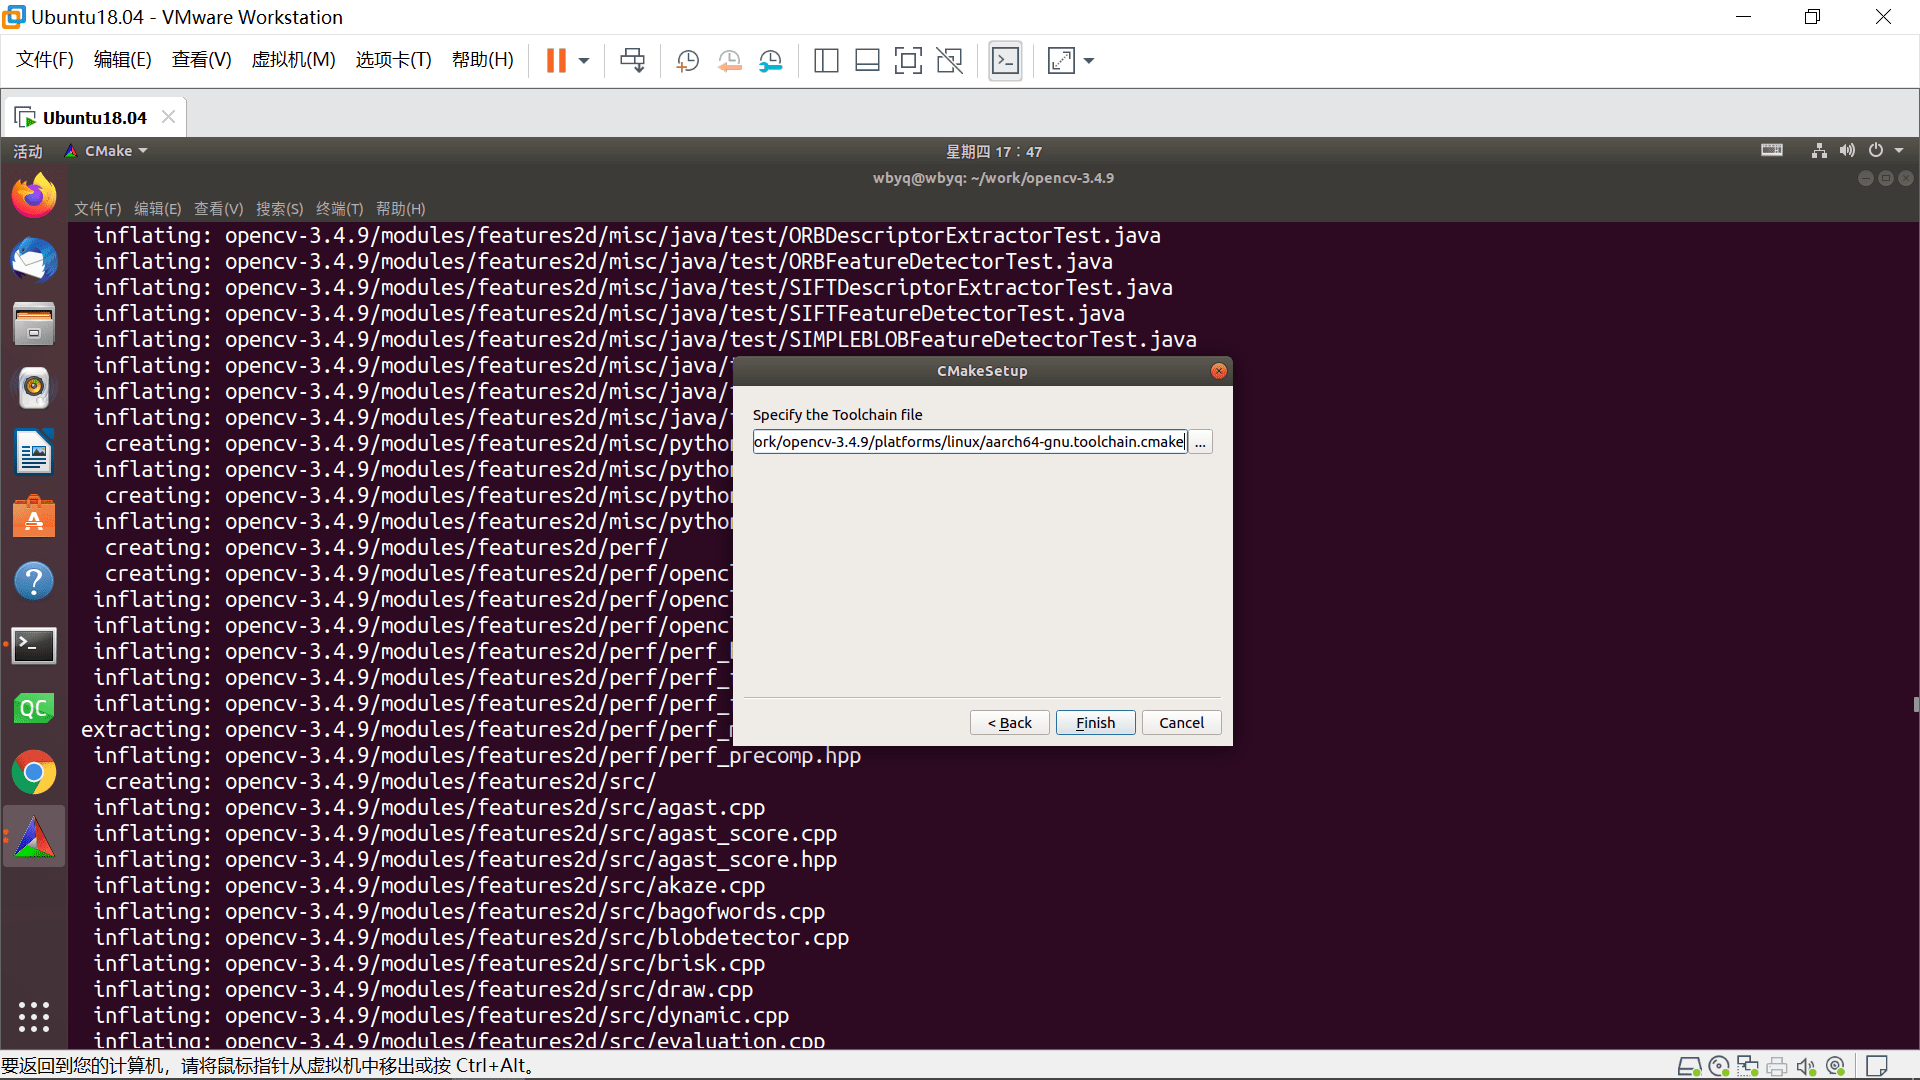 Ubuntu18.04 - VMware Workstation
文件(F) 编辑(E) 查看(V) 虚拟机(M) 选项卡(T) 帮助(H)
Ubuntu18.04
活动 CMake 星期四 17：47
wbyq@wbyq: ~/work/opencv-3.4.9
文件(F) 编辑(E) 查看(V) 搜索(S) 终端(T) 帮助(H)
inflating: opencv-3.4.9/modules/features2d/misc/java/test/ORBDescriptorExtractorTest.java
inflating: opencv-3.4.9/modules/features2d/misc/java/test/ORBFeatureDetectorTest.java
inflating: opencv-3.4.9/modules/features2d/misc/java/test/SIFTDescriptorExtractorTest.java
inflating: opencv-3.4.9/modules/features2d/misc/java/test/SIFTFeatureDetectorTest.java
inflating: opencv-3.4.9/modules/features2d/misc/java/test/SIMPLEBLOBFeatureDetectorTest.java
inflating: opencv-3.4.9/modules/features2d/misc/java/
inflating: opencv-3.4.9/modules/features2d/misc/java/
inflating: opencv-3.4.9/modules/features2d/misc/java/
creating: opencv-3.4.9/modules/features2d/misc/python
inflating: opencv-3.4.9/modules/features2d/misc/python
creating: opencv-3.4.9/modules/features2d/misc/python
inflating: opencv-3.4.9/modules/features2d/misc/python
creating: opencv-3.4.9/modules/features2d/perf/
creating: opencv-3.4.9/modules/features2d/perf/opencl
inflating: opencv-3.4.9/modules/features2d/perf/opencl
inflating: opencv-3.4.9/modules/features2d/perf/opencl
inflating: opencv-3.4.9/modules/features2d/perf/perf_
inflating: opencv-3.4.9/modules/features2d/perf/perf_
inflating: opencv-3.4.9/modules/features2d/perf/perf_
extracting: opencv-3.4.9/modules/features2d/perf/perf_
inflating: opencv-3.4.9/modules/features2d/perf/perf_precomp.hpp
creating: opencv-3.4.9/modules/features2d/src/
inflating: opencv-3.4.9/modules/features2d/src/agast.cpp
inflating: opencv-3.4.9/modules/features2d/src/agast_score.cpp
inflating: opencv-3.4.9/modules/features2d/src/agast_score.hpp
inflating: opencv-3.4.9/modules/features2d/src/akaze.cpp
inflating: opencv-3.4.9/modules/features2d/src/bagofwords.cpp
inflating: opencv-3.4.9/modules/features2d/src/blobdetector.cpp
inflating: opencv-3.4.9/modules/features2d/src/brisk.cpp
inflating: opencv-3.4.9/modules/features2d/src/draw.cpp
inflating: opencv-3.4.9/modules/features2d/src/dynamic.cpp
inflating: opencv-3.4.9/modules/features2d/src/evaluation.cpp
CMakeSetup
Specify the Toolchain file
ork/opencv-3.4.9/platforms/linux/aarch64-gnu.toolchain.cmake ...
< Back Finish Cancel
QC
要返回到您的计算机，请将鼠标指针从虚拟机中移出或按 Ctrl+Alt。